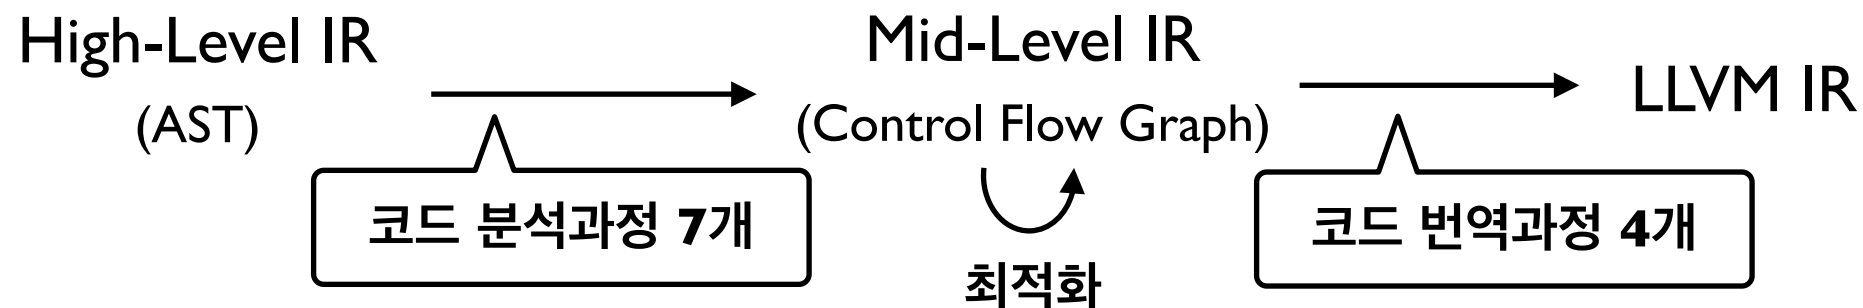 High-Level IR
(AST)
코드 분석과정 7개
Mid-Level IR
(Control Flow Graph)
최적화
LLVM IR
코드 번역과정 4개